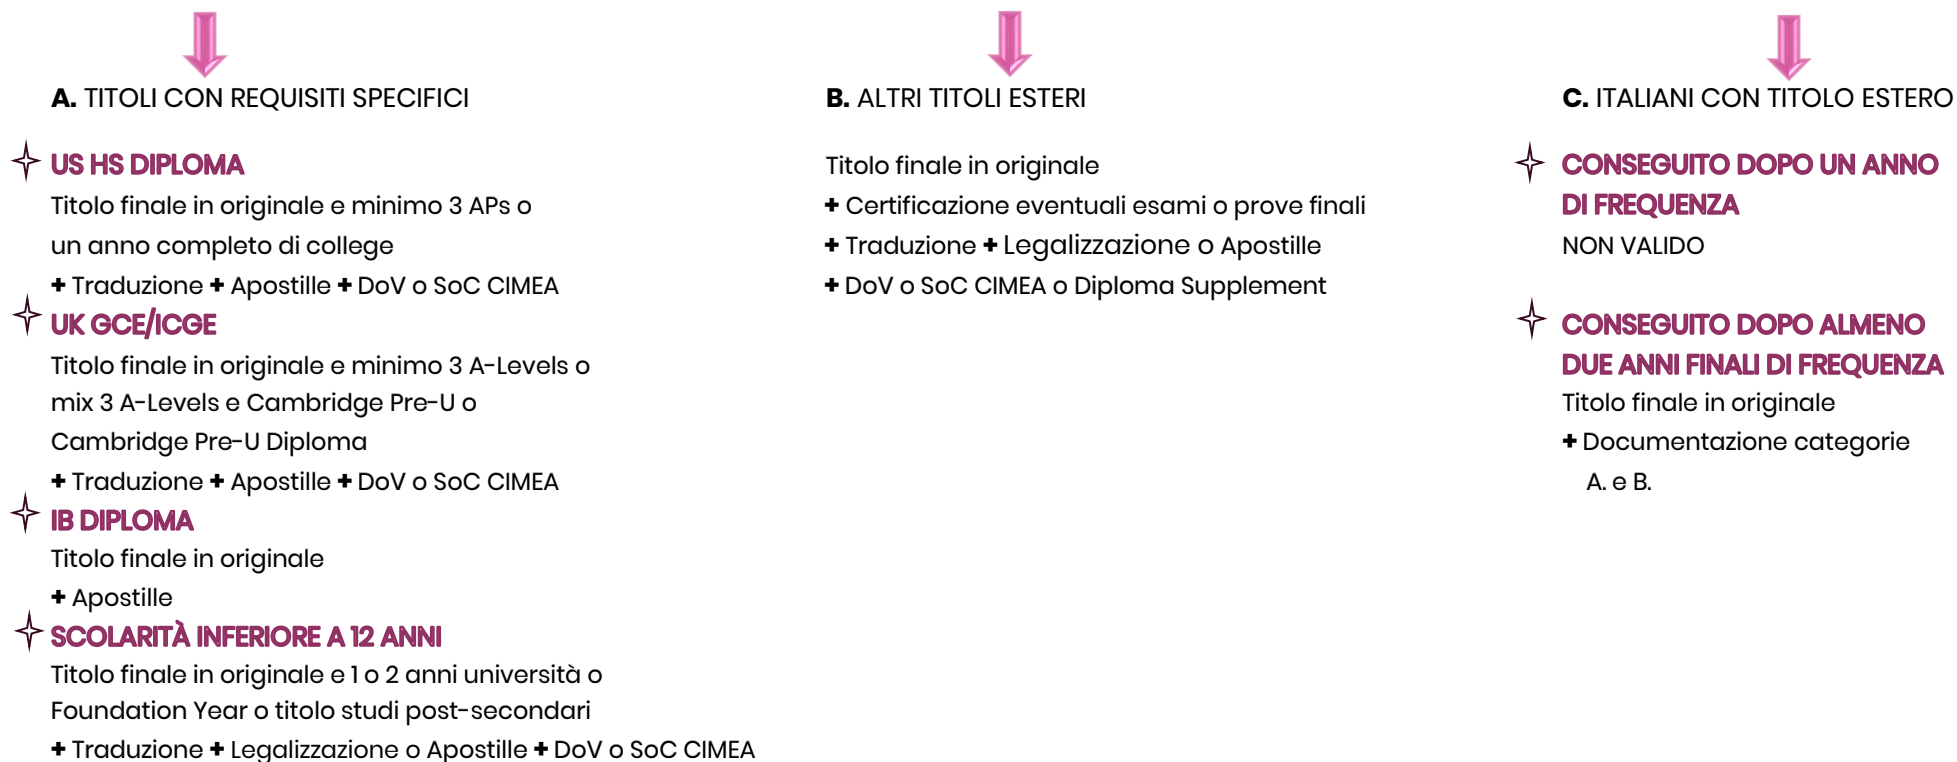 A. TITOLI CON REQUISITI SPECIFICI
US HS DIPLOMA
Titolo finale in originale e minimo 3 APs o
un anno completo di college
+ Traduzione + Apostille + DoV o SoC CIMEA
UK GCE/ICGE
Titolo finale in originale e minimo 3 A-Levels o
mix 3 A-Levels e Cambridge Pre-U o
Cambridge Pre-U Diploma
+ Traduzione + Apostille + DoV o SoC CIMEA
IB DIPLOMA
Titolo finale in originale
+ Apostille
SCOLARITÀ INFERIORE A 12 ANNI
Titolo finale in originale e 1 o 2 anni università o
Foundation Year o titolo studi post-secondari
+ Traduzione + Legalizzazione o Apostille + DoV o SoC CIMEA
B. ALTRI TITOLI ESTERI
Titolo finale in originale
+ Certificazione eventuali esami o prove finali
+ Traduzione + Legalizzazione o Apostille
+ DoV o SoC CIMEA o Diploma Supplement
C. ITALIANI CON TITOLO ESTERO
CONSEGUITO DOPO UN ANNO
DI FREQUENZA
NON VALIDO
CONSEGUITO DOPO ALMENO
DUE ANNI FINALI DI FREQUENZA
Titolo finale in originale
+ Documentazione categorie
A. e B.